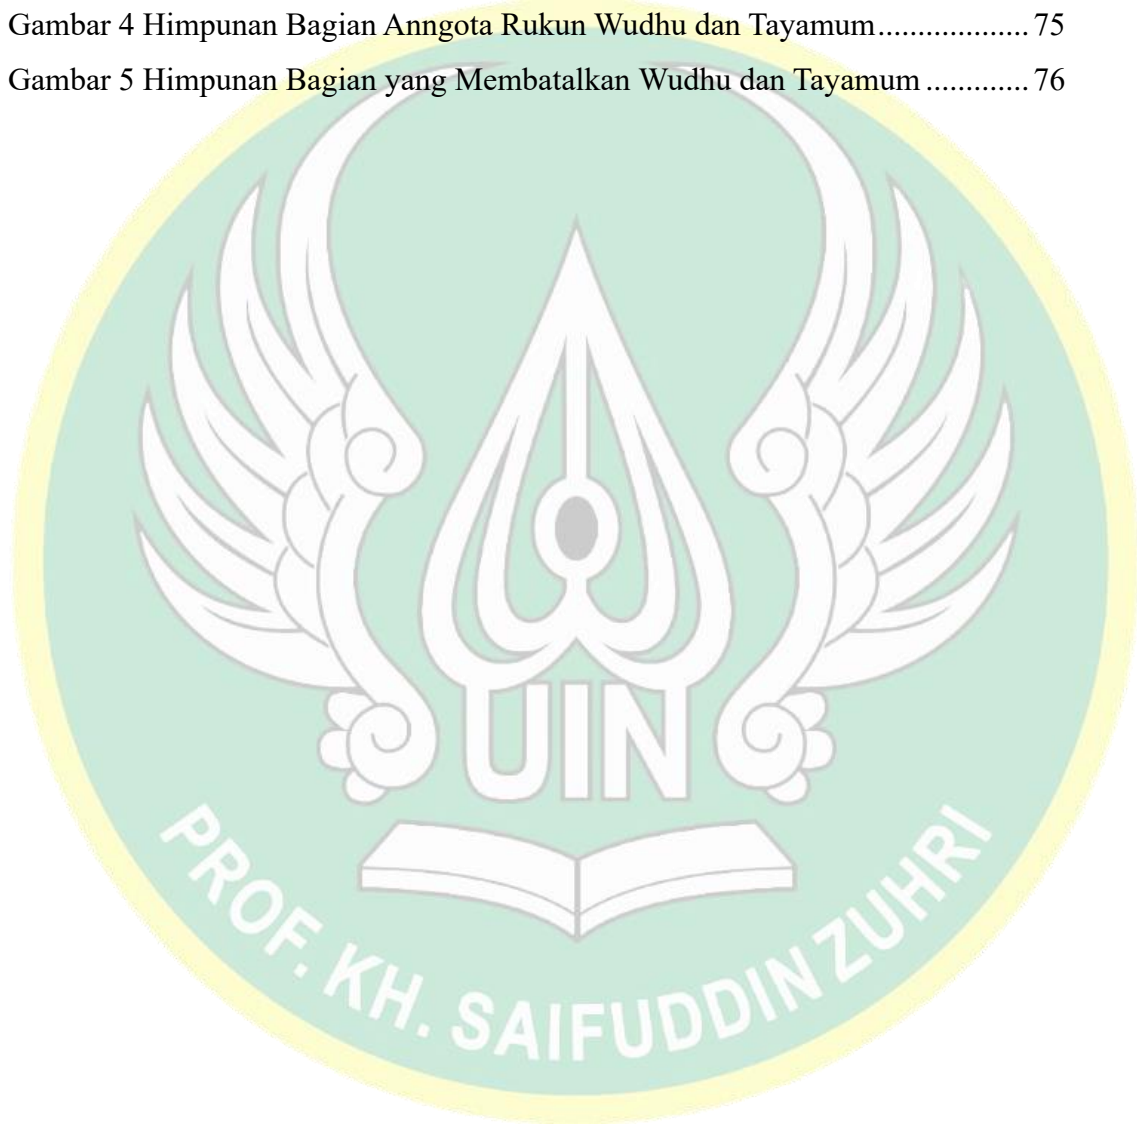 Gambar 4 Himpunan Bagian Anngota Rukun Wudhu dan Tayamum................... 75
Gambar 5 Himpunan Bagian yang Membatalkan Wudhu dan Tayamum ............. 76
UIN
PROF. KH. SAIFUDDIN ZUHRI